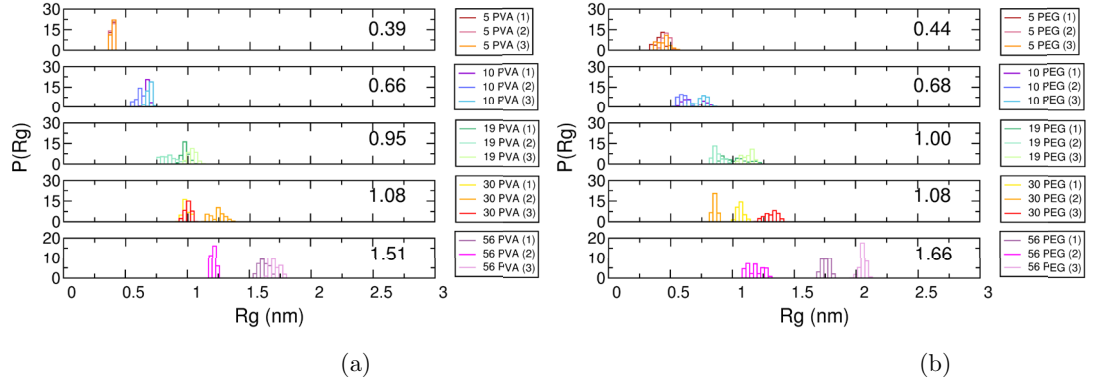 30
15
0
0.39
5 PVA (1)
5 PVA (2)
5 PVA (3)
30
15
0
0.66
10 PVA (1)
10 PVA (2)
10 PVA (3)
30
15
0
0.95
19 PVA (1)
19 PVA (2)
19 PVA (3)
30
15
0
1.08
30 PVA (1)
30 PVA (2)
30 PVA (3)
20
10
0
1.51
56 PVA (1)
56 PVA (2)
56 PVA (3)
P(Rg)
0 0.5 1 1.5 2 2.5 3
Rg (nm)
(a)
30
15
0
0.44
5 PEG (1)
5 PEG (2)
5 PEG (3)
30
15
0
0.68
10 PEG (1)
10 PEG (2)
10 PEG (3)
30
15
0
1.00
19 PEG (1)
19 PEG (2)
19 PEG (3)
30
15
0
1.08
30 PEG (1)
30 PEG (2)
30 PEG (3)
20
10
0
1.66
56 PEG (1)
56 PEG (2)
56 PEG (3)
P(Rg)
0 0.5 1 1.5 2 2.5 3
Rg (nm)
(b)